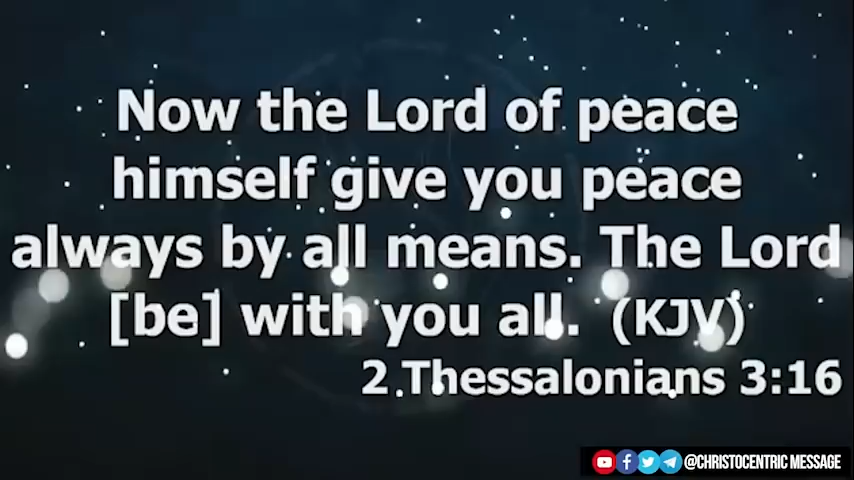 Now the Lord of peace
himself give you peace
always by all means. The Lord
[be] with you all. (KJV)
2 Thessalonians 3:16
@CHRISTOCENTRIC MESSAGE